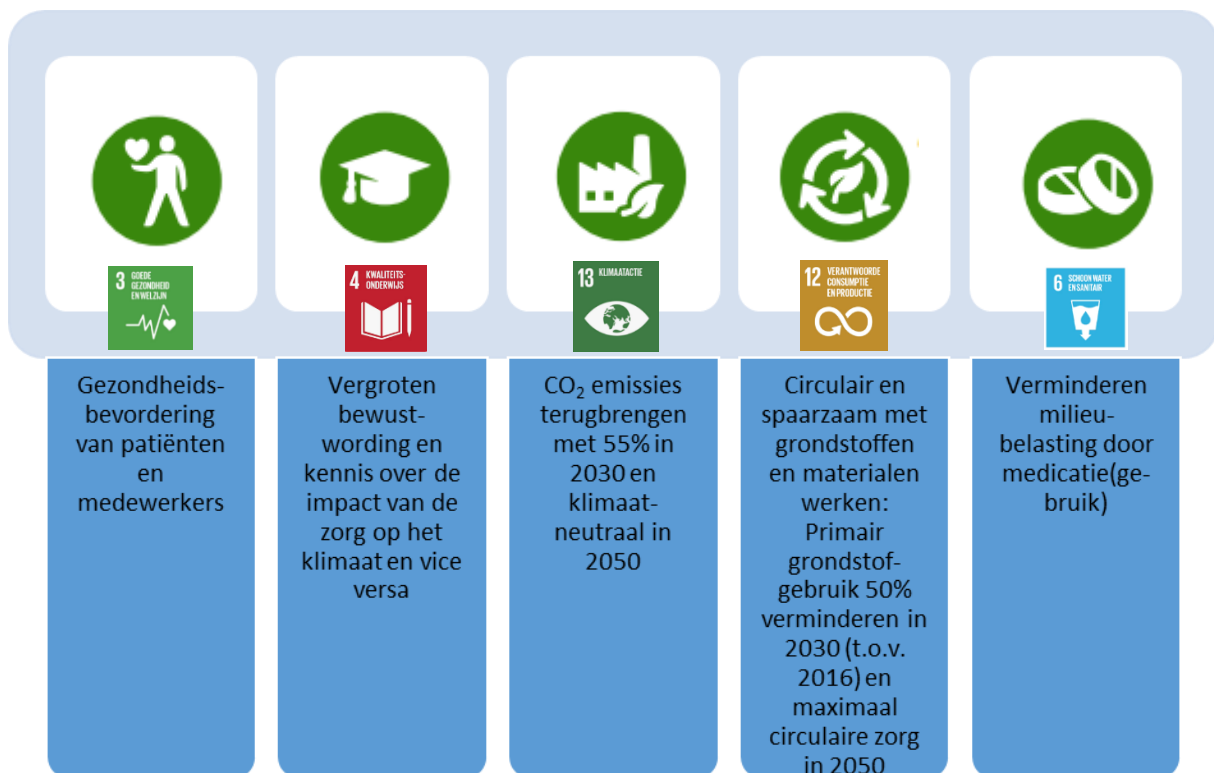 3 GOEDE
GEZONDHEID
EN WELZIJN
4 KWALITEITS-
ONDERWIJS
13 KLIMAATACTIE
12 VERANTWOORDE
CONSUMPTIE
EN PRODUCTIE
6 SCHOON WATER
EN SANITAIR
Gezondheids-
bevordering
van patiënten
en
medewerkers
Vergroten
bewust-
wording en
kennis over de
impact van de
zorg op het
klimaat en vice
versa
CO₂ emissies
terugbrengen
met 55% in
2030 en
klimaat-
neutraal in
2050
Circulair en
spaarzaam met
grondstoffen
en materialen
werken:
Primair
grondstof-
gebruik 50%
verminderen in
2030 (t.o.v.
2016) en
maximaal
circulaire zorg
in 2050
Verminderen
milieu-
belasting door
medicatie(ge-
bruik)